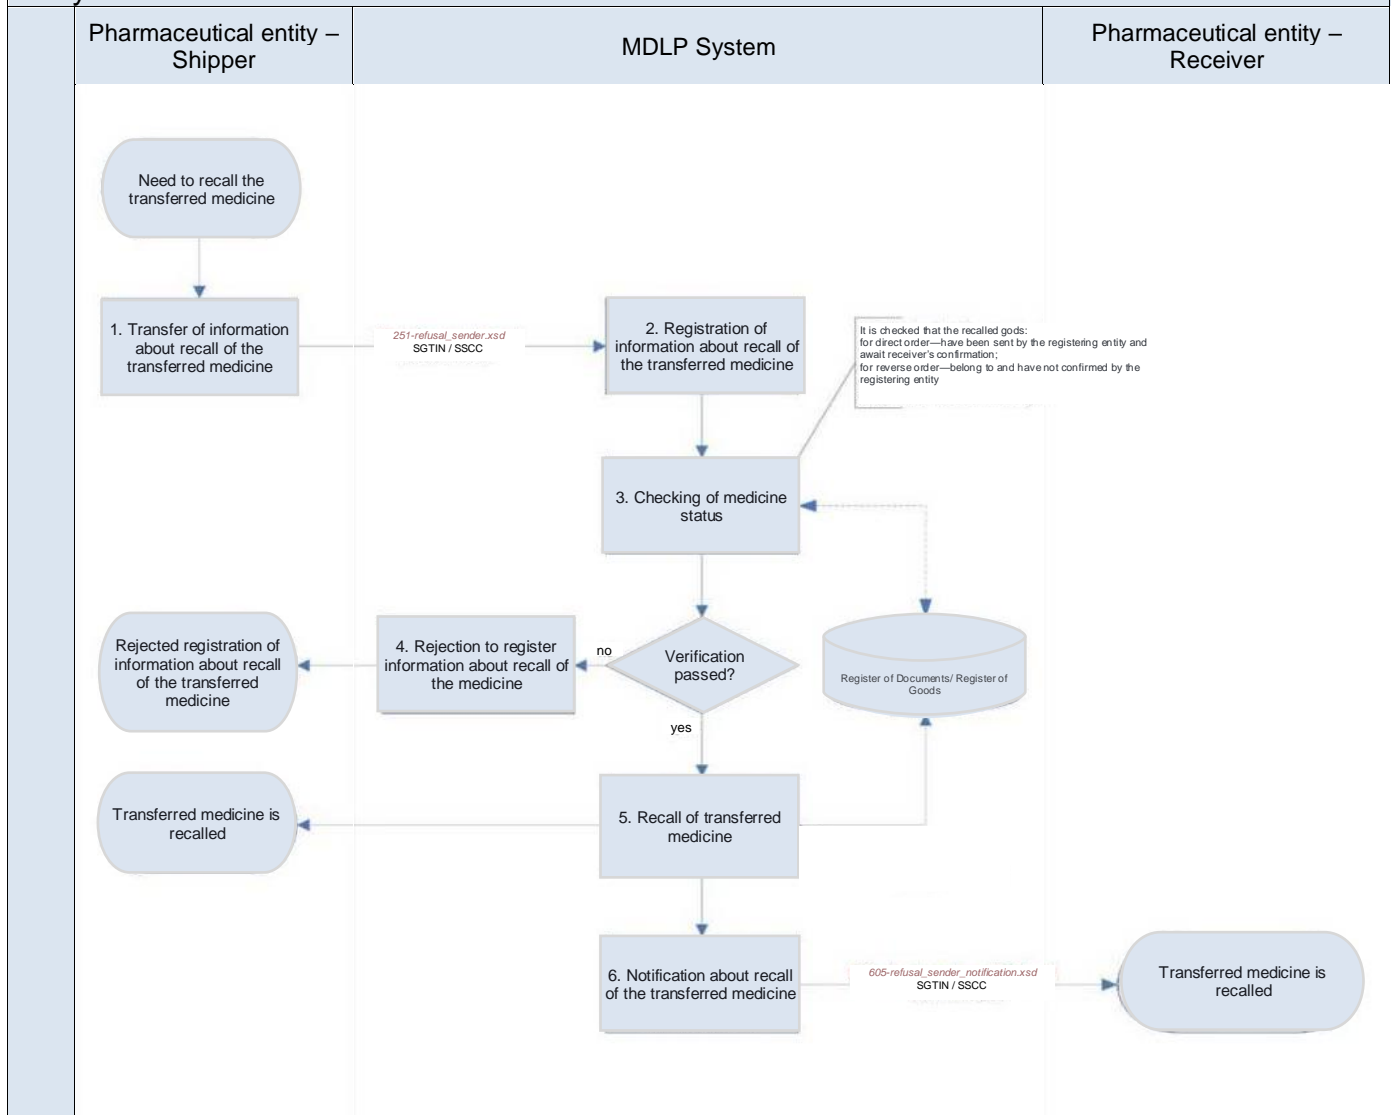 Pharmaceutical entity –
Shipper
MDLP System
Pharmaceutical entity –
Receiver
Need to recall the
transferred medicine
1. Transfer of information
about recall of the
transferred medicine
251-refusal_sender.xsd
SGTIN / SSCC
2. Registration of
information about recall of
the transferred medicine
It is checked that the recalled gods:
for direct order—have been sent by the registering entity and
await receiver's confirmation;
for reverse order—belong to and have not confirmed by the
registering entity
3. Checking of medicine
status
Rejected registration of
information about recall
of the transferred
medicine
4. Rejection to register
information about recall of
the medicine
no
Verification
passed?
Register of Documents/ Register of
Goods
yes
Transferred medicine is
recalled
5. Recall of transferred
medicine
6. Notification about recall
of the transferred medicine
605-refusal_sender_notification.xsd
SGTIN / SSCC
Transferred medicine is
recalled